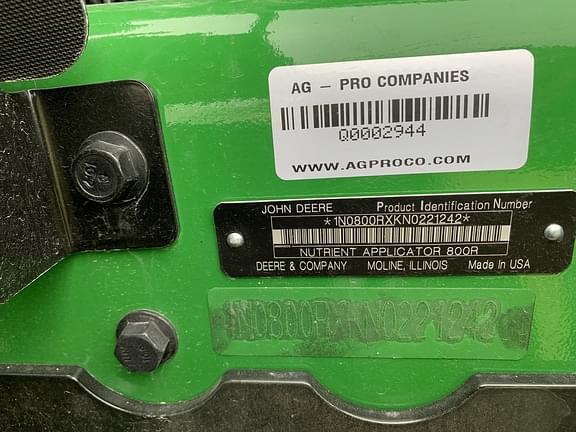 AG – PRO COMPANIES
Q0002944
WWW.AGPROCO.COM
JOHN DEERE Product Identification Number
*1N0800RXKN0221242*
NUTRIENT APPLICATOR 800R
DEERE & COMPANY MOLINE, ILLINOIS Made In USA
1N0800RXKN0221242